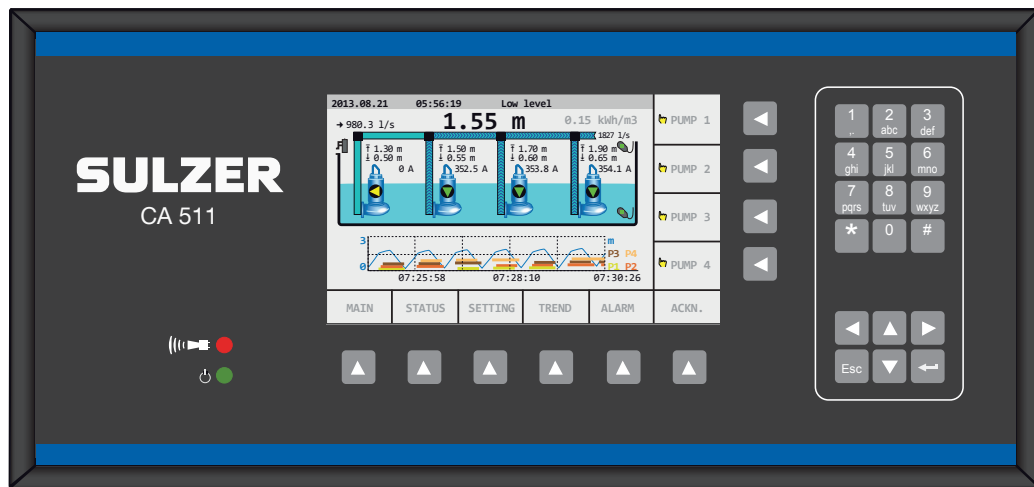 SULZER
CA 511
2013.08.21 05:56:19 Low level
980.3 l/s 1.55 m 0.15 kWh/m3
1827 l/s
1.30 m 1.50 m 1.70 m 1.90 m
0.50 m 0.55 m 0.60 m 0.65 m
0 A 352.5 A 353.8 A 354.1 A
3 m
P3 P4
0 P1 P2
07:25:58 07:28:10 07:30:26
PUMP 1
PUMP 2
PUMP 3
PUMP 4
MAIN STATUS SETTING TREND ALARM ACKN.
1 2 3
,. abc def
4 5 6
ghi jkl mno
7 8 9
pqrs tuv wxyz
* 0 #
Esc